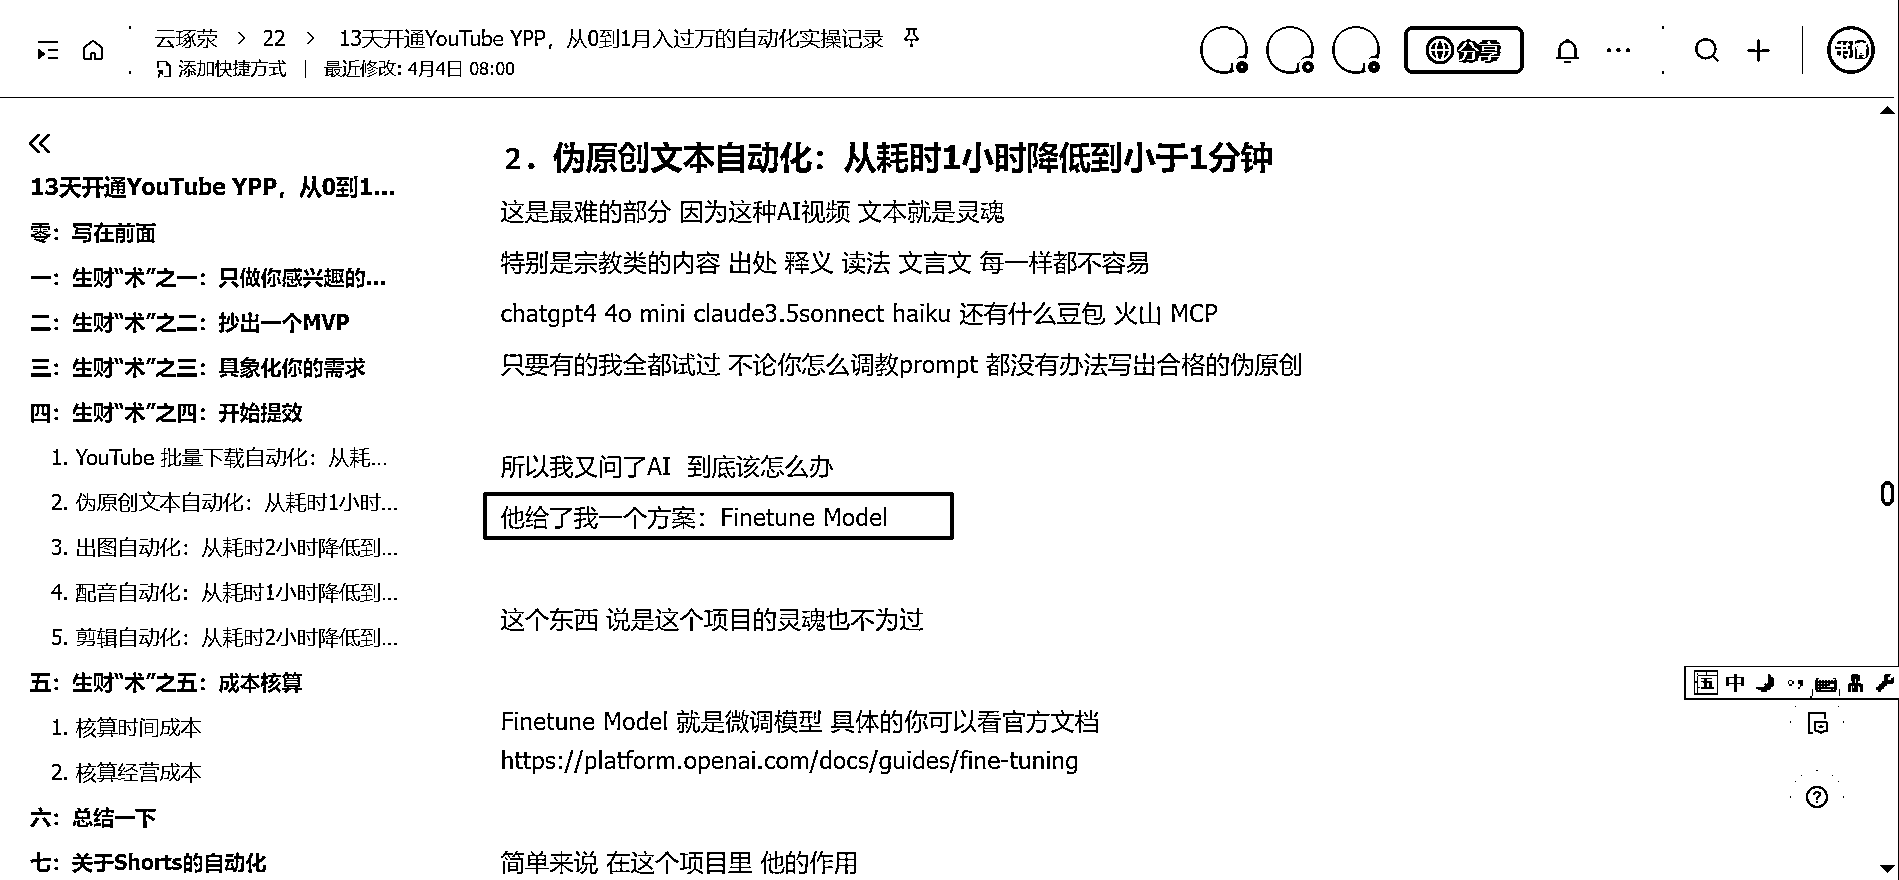 云琢荥 > 22 > 13天开通YouTube YPP，从0到1月入过万的自动化实操记录
添加快捷方式 | 最近修改: 4月4日 08:00
分享
13天开通YouTube YPP，从0到1...
零：写在前面
一：生财“术”之一：只做你感兴趣的...
二：生财“术”之二：抄出一个MVP
三：生财“术”之三：具象化你的需求
四：生财“术”之四：开始提效
1. YouTube 批量下载自动化：从耗...
2. 伪原创文本自动化：从耗时1小时...
3. 出图自动化：从耗时2小时降低到...
4. 配音自动化：从耗时1小时降低到...
5. 剪辑自动化：从耗时2小时降低到...
五：生财“术”之五：成本核算
1. 核算时间成本
2. 核算经营成本
六：总结一下
七：关于Shorts的自动化
2. 伪原创文本自动化：从耗时1小时降低到小于1分钟
这是最难的部分 因为这种AI视频 文本就是灵魂
特别是宗教类的内容 出处 释义 读法 文言文 每一样都不容易
chatgpt4 4o mini claude3.5sonnect haiku 还有什么豆包 火山 MCP
只要有的我全都试过 不论你怎么调教prompt 都没有办法写出合格的伪原创
所以我又问了AI 到底该怎么办
他给了我一个方案：Finetune Model
这个东西 说是这个项目的灵魂也不为过
Finetune Model 就是微调模型 具体的你可以看官方文档
https://platform.openai.com/docs/guides/fine-tuning
简单来说 在这个项目里 他的作用
五 中